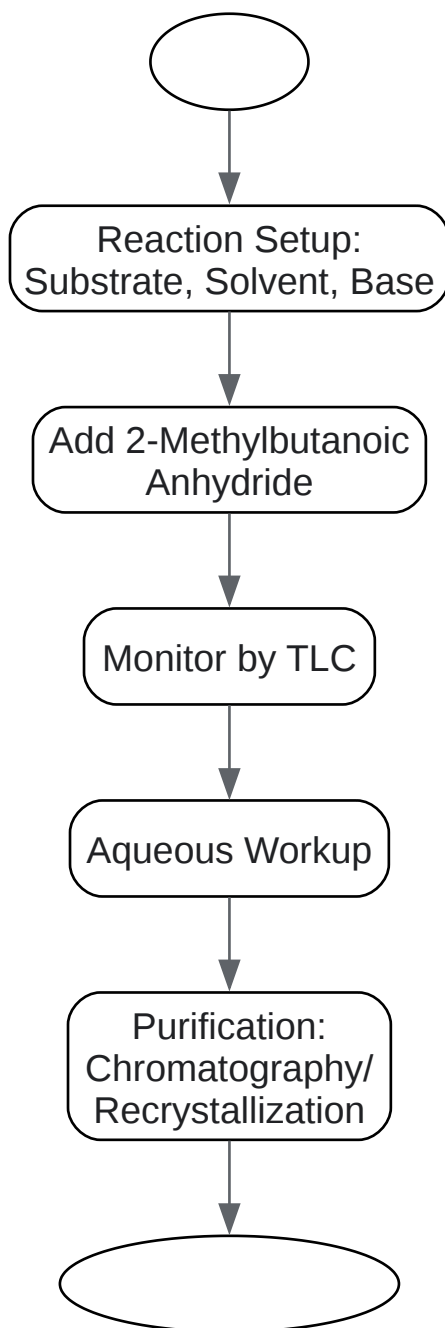 Reaction Setup:
Substrate, Solvent, Base
Add 2-Methylbutanoic
Anhydride
Monitor by TLC
Aqueous Workup
Purification:
Chromatography/
Recrystallization